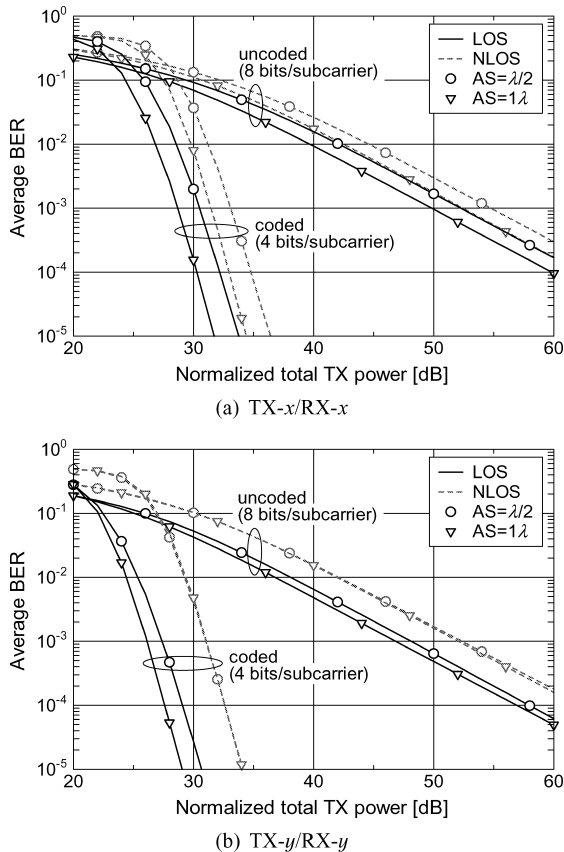 10^0
10^-1
10^-2
10^-3
10^-4
10^-5
Average BER
uncoded
(8 bits/subcarrier)
coded
(4 bits/subcarrier)
LOS
NLOS
AS=λ/2
AS=1λ
20 30 40 50 60
Normalized total TX power [dB]
(a) TX-x/RX-x
10^0
10^-1
10^-2
10^-3
10^-4
10^-5
Average BER
uncoded
(8 bits/subcarrier)
coded
(4 bits/subcarrier)
LOS
NLOS
AS=λ/2
AS=1λ
20 30 40 50 60
Normalized total TX power [dB]
(b) TX-y/RX-y